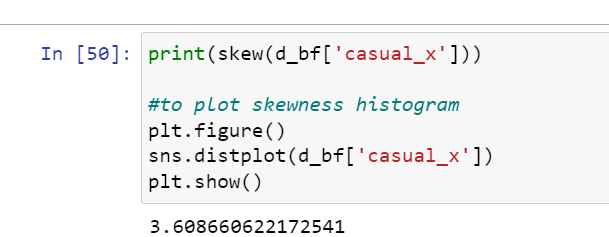 In [50]: print(skew(d_bf['casual_x']))
#to plot skewness histogram
plt.figure()
sns.distplot(d_bf['casual_x'])
plt.show()
3.608660622172541